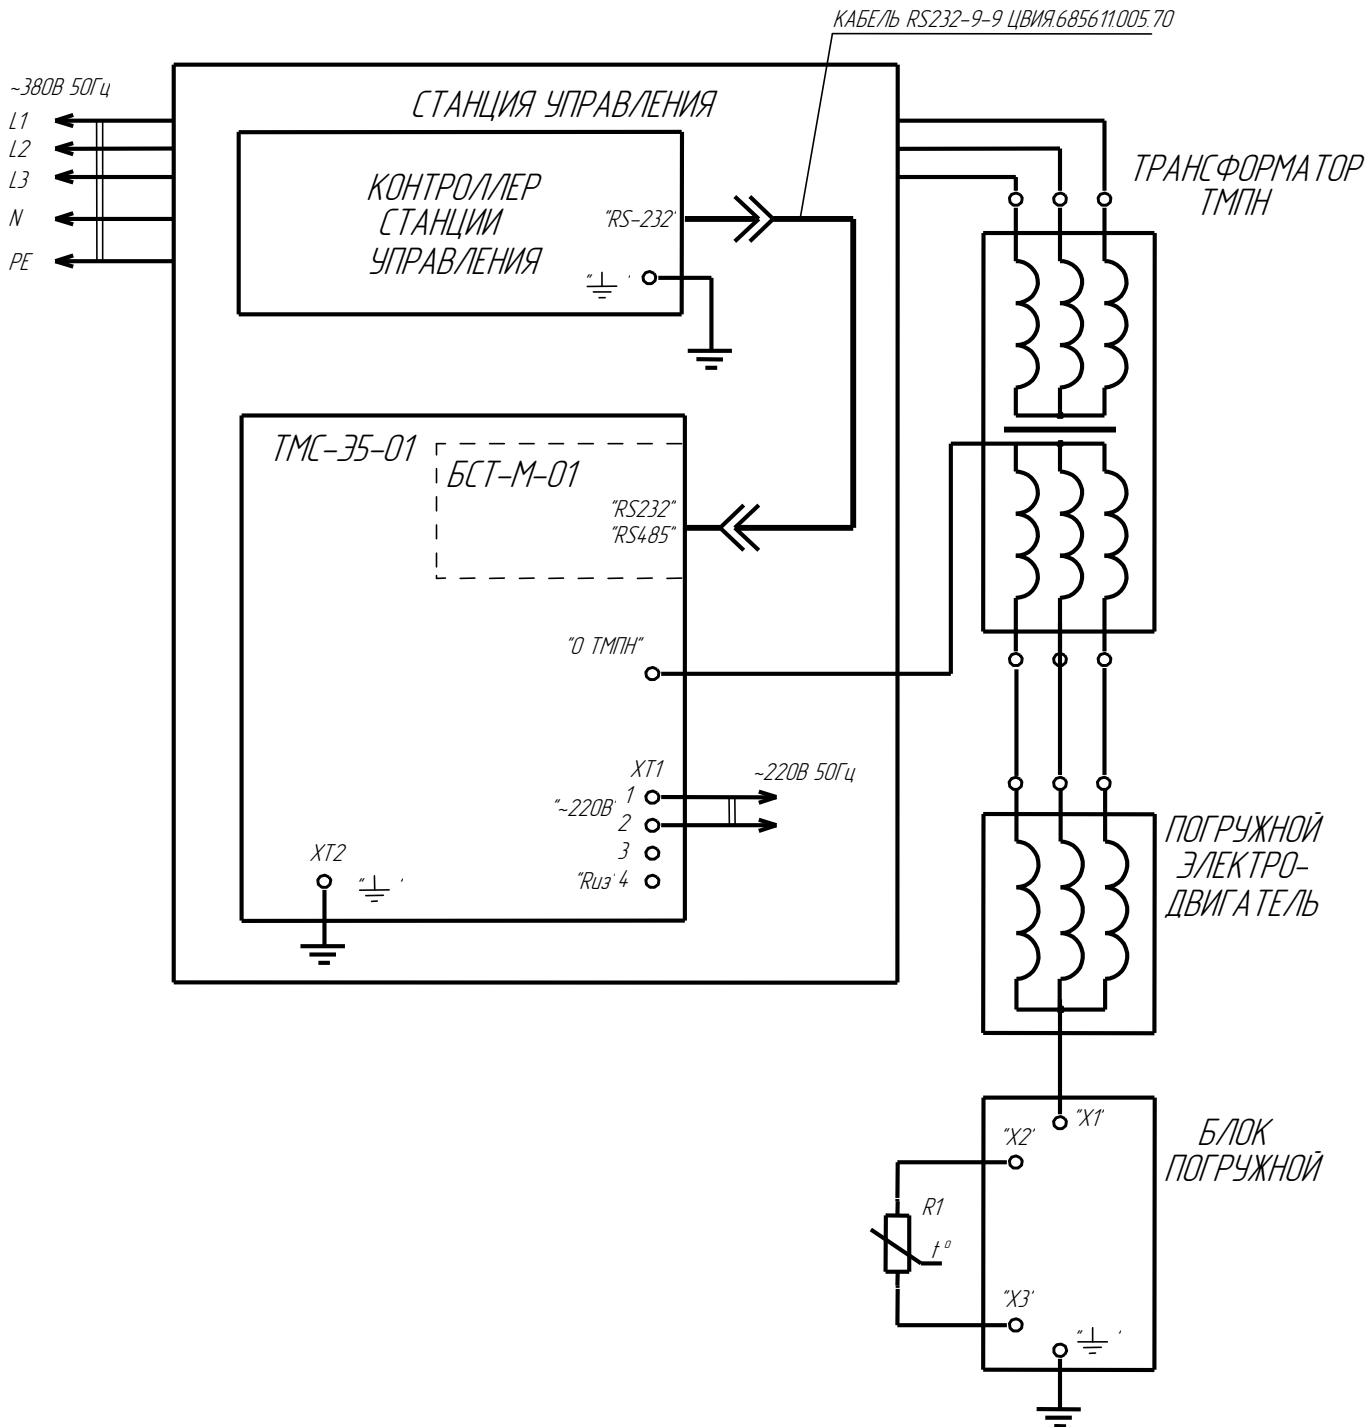 КАБЕЛЬ RS232-9-9 ЦВИЯ.685611.005.70
~380В 50Гц
L1
L2
L3
N
PE
СТАНЦИЯ УПРАВЛЕНИЯ
КОНТРОЛЛЕР
СТАНЦИИ
УПРАВЛЕНИЯ
"RS-232'
ТРАНСФОРМАТОР
ТМПН
ТМС-Э5-01
БСТ-М-01
"RS232"
"RS485"
"О ТМПН"
XT1
~220В 50Гц
"~220В' 1
2
3
"Rиз' 4
XT2
ПОГРУЖНОЙ
ЭЛЕКТРО-
ДВИГАТЕЛЬ
"X1'
"X2'
БЛОК
ПОГРУЖНОЙ
R1
t°
"X3'